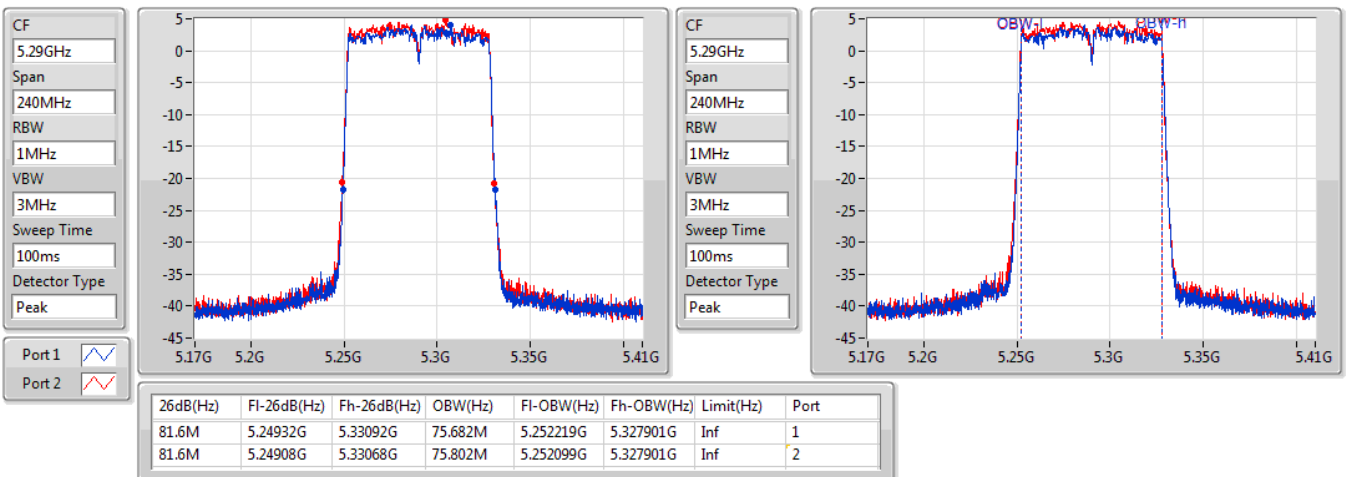 CF
5.29GHz
Span
240MHz
RBW
1MHz
VBW
3MHz
Sweep Time
100ms
Detector Type
Peak
Port 1
Port 2
5
0
-5
-10
-15
-20
-25
-30
-35
-40
-45
5.17G 5.2G 5.25G 5.3G 5.35G 5.41G
CF
5.29GHz
Span
240MHz
RBW
1MHz
VBW
3MHz
Sweep Time
100ms
Detector Type
Peak
5
0
-5
-10
-15
-20
-25
-30
-35
-40
-45
5.17G 5.2G 5.25G 5.3G 5.35G 5.41G
26dB(Hz) Fl-26dB(Hz) Fh-26dB(Hz) OBW(Hz) Fl-OBW(Hz) Fh-OBW(Hz) Limit(Hz) Port
81.6M 5.24932G 5.33092G 75.682M 5.252219G 5.327901G Inf 1
81.6M 5.24908G 5.33068G 75.802M 5.252099G 5.327901G Inf 2